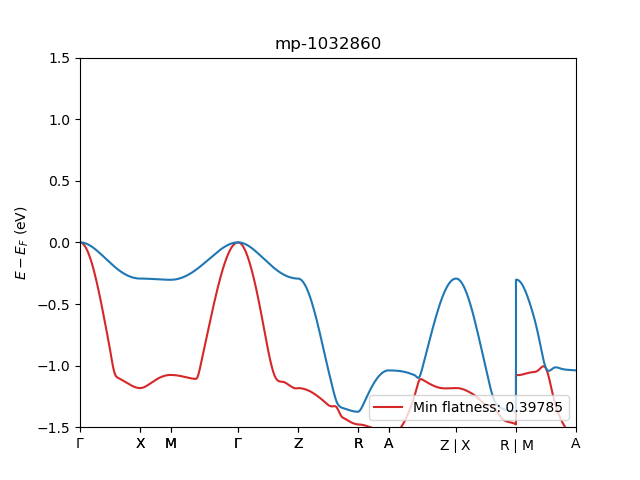 mp-1032860
E − E_F (eV)
1.5
1.0
0.5
0.0
−0.5
−1.0
−1.5
Γ X M Γ Z R A Z | X R | M A
Min flatness: 0.39785